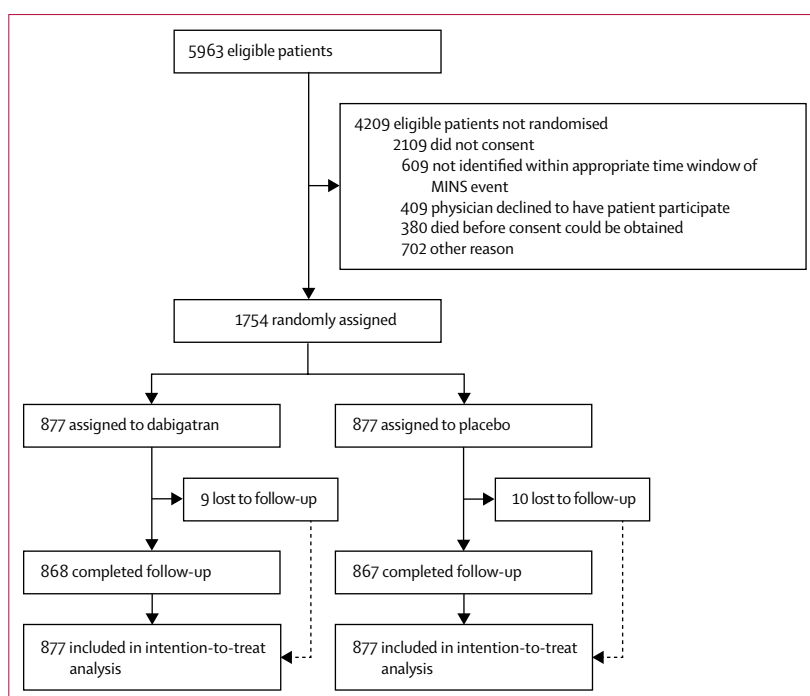 5963 eligible patients
4209 eligible patients not randomised
2109 did not consent
609 not identified within appropriate time window of
MINS event
409 physician declined to have patient participate
380 died before consent could be obtained
702 other reason
1754 randomly assigned
877 assigned to dabigatran
877 assigned to placebo
9 lost to follow-up
10 lost to follow-up
868 completed follow-up
867 completed follow-up
877 included in intention-to-treat
analysis
877 included in intention-to-treat
analysis